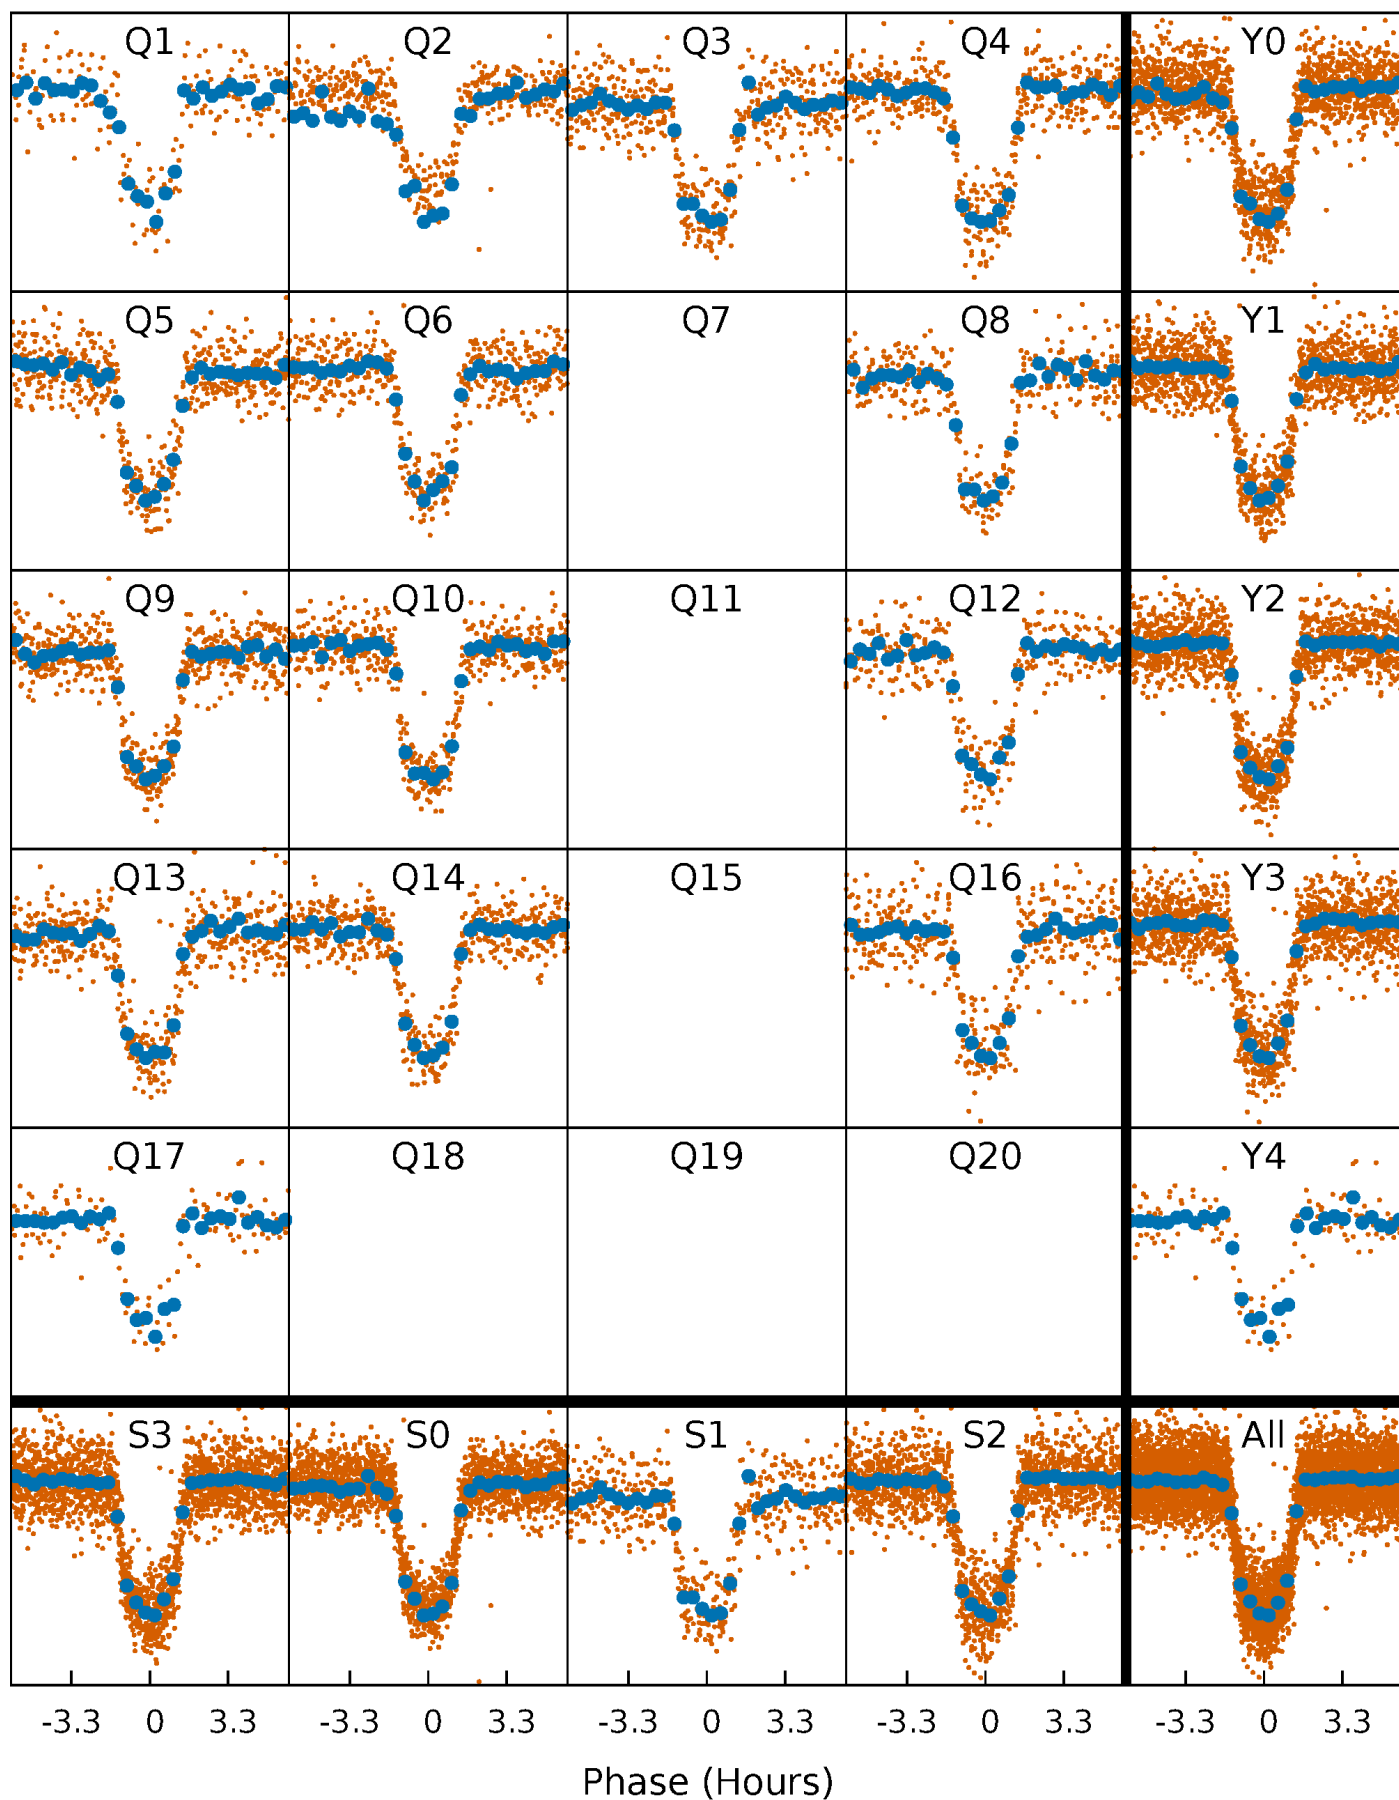 Q1 Q2 Q3 Q4 Y0
Q5 Q6 Q7 Q8 Y1
Q9 Q10 Q11 Q12 Y2
Q13 Q14 Q15 Q16 Y3
Q17 Q18 Q19 Q20 Y4
S3 S0 S1 S2 All
-3.3 0 3.3 -3.3 0 3.3 -3.3 0 3.3 -3.3 0 3.3 -3.3 0 3.3
Phase (Hours)